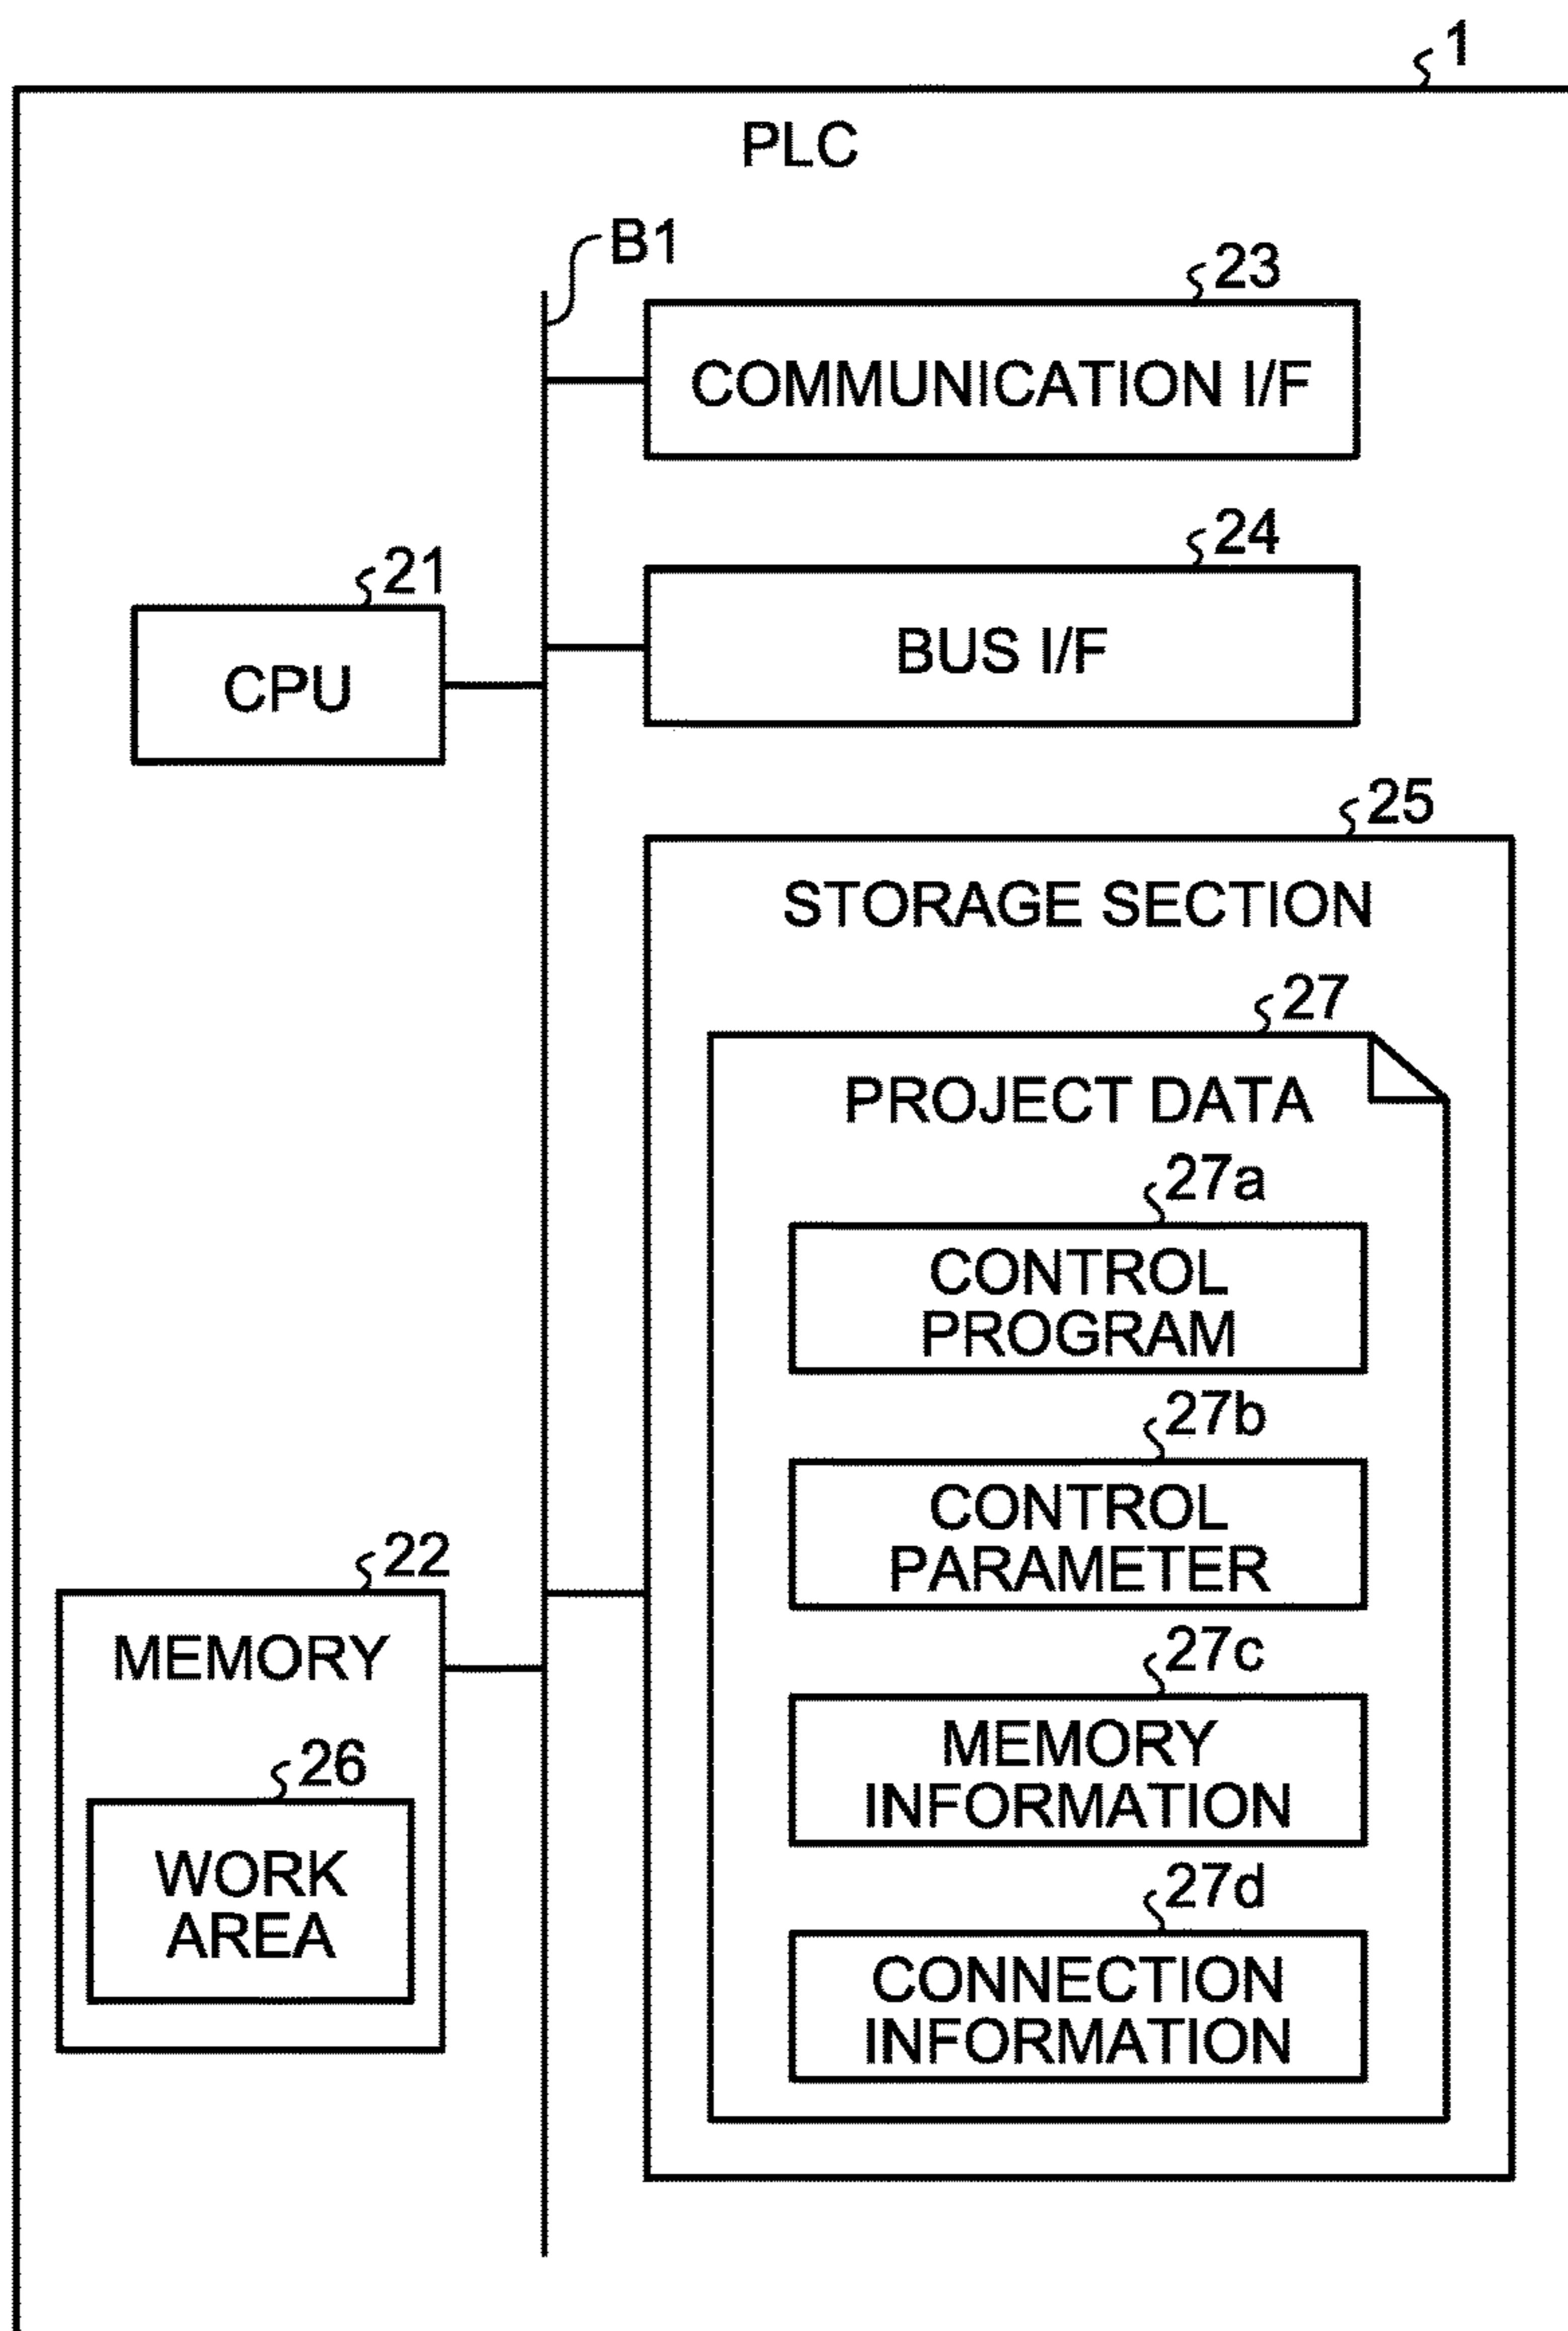 1
PLC
B1
23
COMMUNICATION I/F
24
BUS I/F
21
CPU
25
STORAGE SECTION
27
PROJECT DATA
27a
CONTROL
PROGRAM
27b
CONTROL
PARAMETER
22
MEMORY
27c
MEMORY
INFORMATION
26
WORK
AREA
27d
CONNECTION
INFORMATION